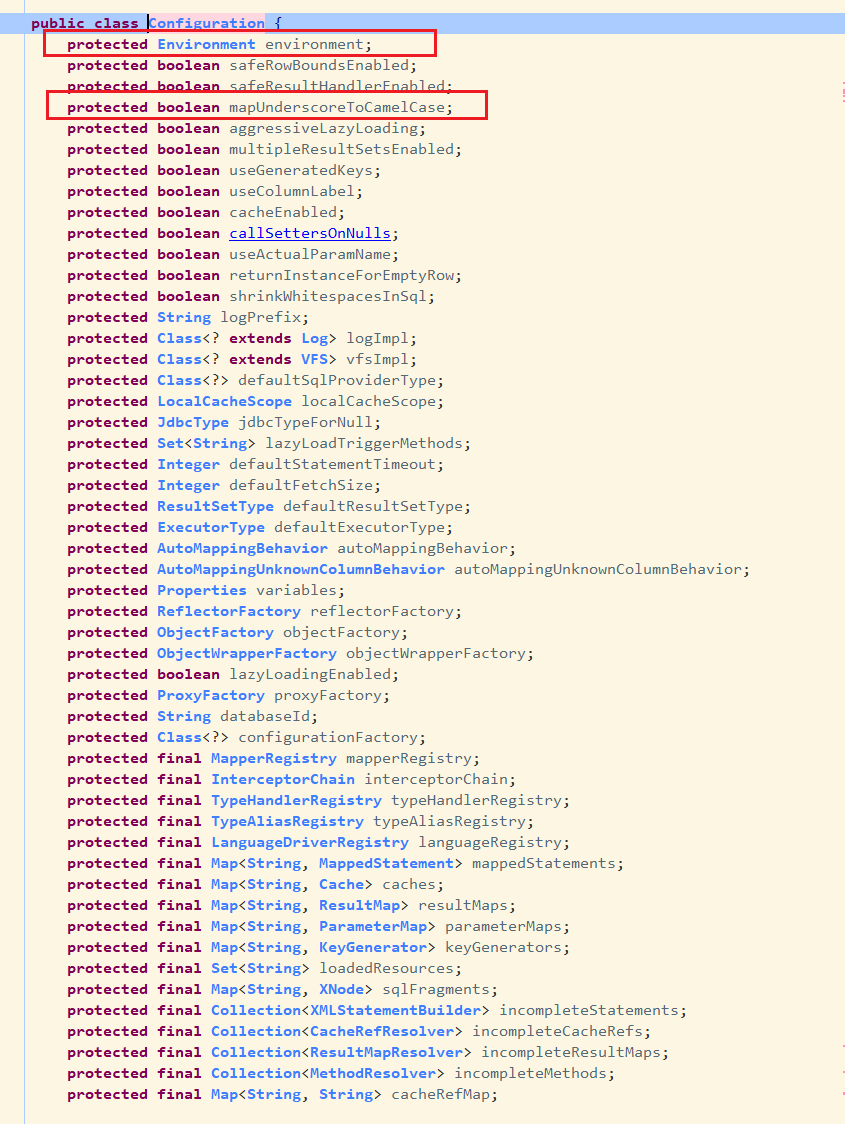 public class Configuration {
protected Environment environment;
protected boolean safeRowBoundsEnabled;
protected boolean safeResultHandlerEnabled;
protected boolean mapUnderscoreToCamelCase;
protected boolean aggressiveLazyLoading;
protected boolean multipleResultSetsEnabled;
protected boolean useGeneratedKeys;
protected boolean useColumnLabel;
protected boolean cacheEnabled;
protected boolean callSettersOnNulls;
protected boolean useActualParamName;
protected boolean returnInstanceForEmptyRow;
protected boolean shrinkWhitespacesInSql;
protected String logPrefix;
protected Class<? extends Log> logImpl;
protected Class<? extends VFS> vfsImpl;
protected Class<?> defaultSqlProviderType;
protected LocalCacheScope localCacheScope;
protected JdbcType jdbcTypeForNull;
protected Set<String> lazyLoadTriggerMethods;
protected Integer defaultStatementTimeout;
protected Integer defaultFetchSize;
protected ResultSetType defaultResultSetType;
protected ExecutorType defaultExecutorType;
protected AutoMappingBehavior autoMappingBehavior;
protected AutoMappingUnknownColumnBehavior autoMappingUnknownColumnBehavior;
protected Properties variables;
protected ReflectorFactory reflectorFactory;
protected ObjectFactory objectFactory;
protected ObjectWrapperFactory objectWrapperFactory;
protected boolean lazyLoadingEnabled;
protected ProxyFactory proxyFactory;
protected String databaseId;
protected Class<?> configurationFactory;
protected final MapperRegistry mapperRegistry;
protected final InterceptorChain interceptorChain;
protected final TypeHandlerRegistry typeHandlerRegistry;
protected final TypeAliasRegistry typeAliasRegistry;
protected final LanguageDriverRegistry languageRegistry;
protected final Map<String, MappedStatement> mappedStatements;
protected final Map<String, Cache> caches;
protected final Map<String, ResultMap> resultMaps;
protected final Map<String, ParameterMap> parameterMaps;
protected final Map<String, KeyGenerator> keyGenerators;
protected final Set<String> loadedResources;
protected final Map<String, XNode> sqlFragments;
protected final Collection<XMLStatementBuilder> incompleteStatements;
protected final Collection<CacheRefResolver> incompleteCacheRefs;
protected final Collection<ResultMapResolver> incompleteResultMaps;
protected final Collection<MethodResolver> incompleteMethods;
protected final Map<String, String> cacheRefMap;